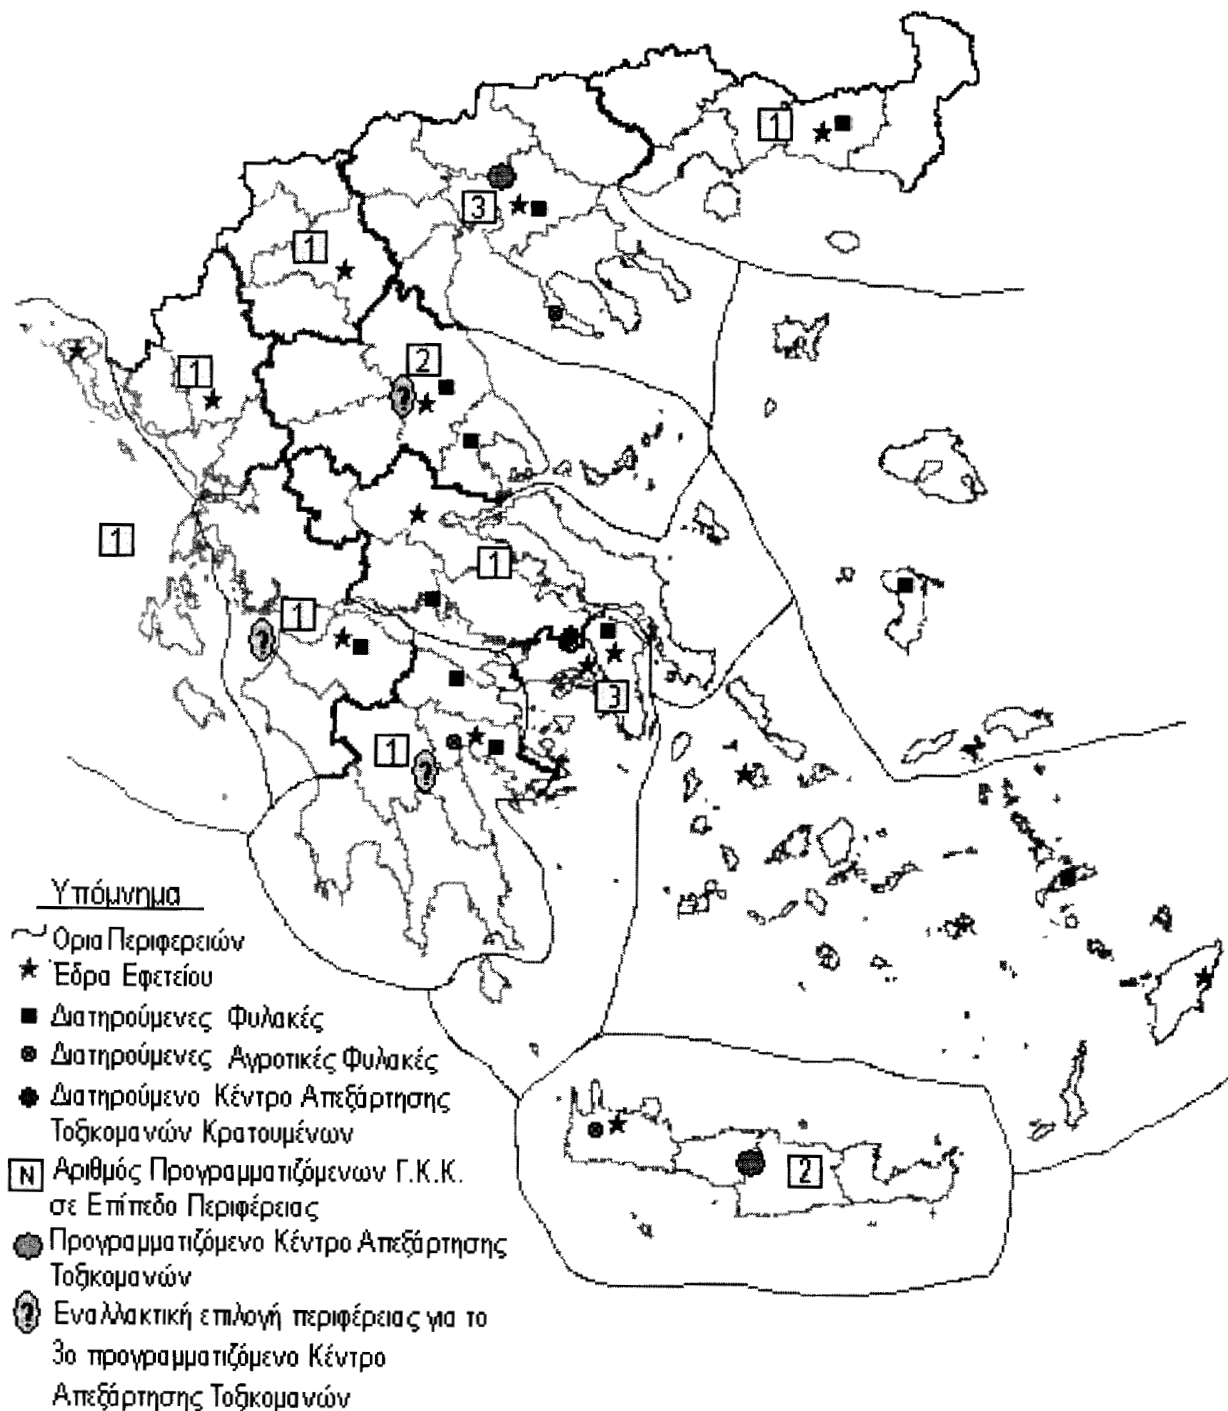 1
3
1
2
?
1
1
1
1
?
3
1
?
Υπόμνημα
Ορια Περιφερειών
Έδρα Εφετείου
Διατηρούμενες Φυλακές
Διατηρούμενες Αγροτικές Φυλακές
Διατηρούμενο Κέντρο Απεξάρτησης
Τοξικομανών Κρατουμένων
N Αριθμός Προγραμματιζόμενων Γ.Κ.Κ.
σε Επίπεδο Περιφέρειας
2
Προγραμματιζόμενο Κέντρο Απεξάρτησης
Τοξικομανών
? Εναλλακτική επιλογή περιφέρειας για το
3ο προγραμματιζόμενο Κέντρο
Απεξάρτησης Τοξικομανών